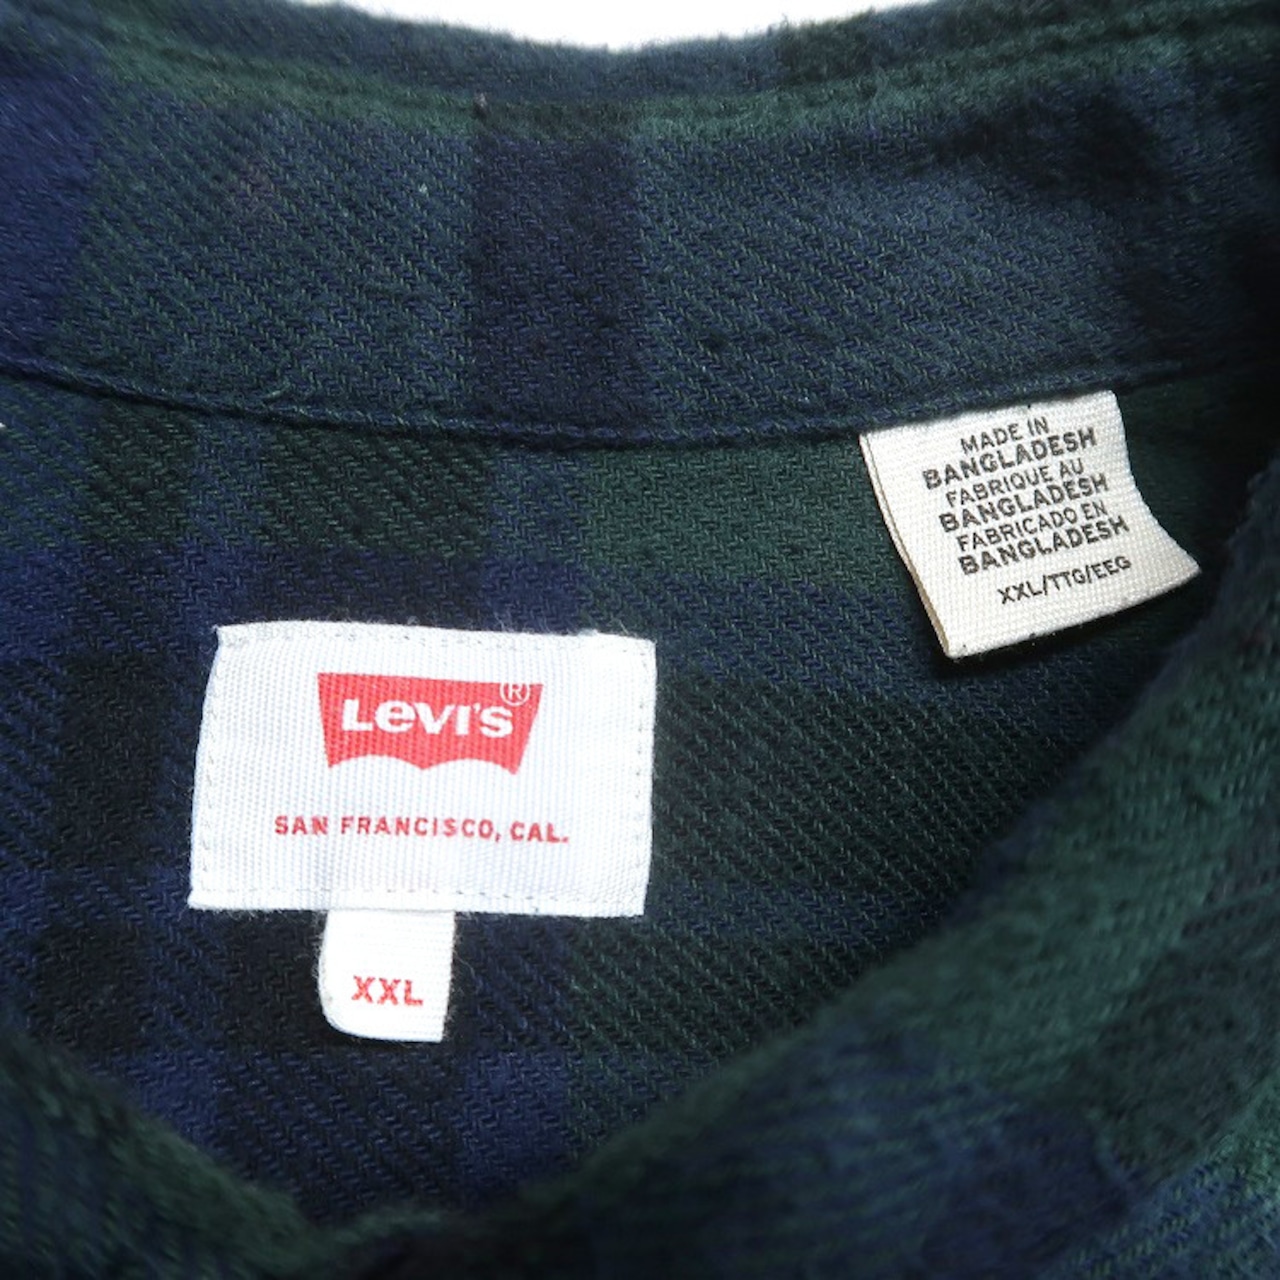 MADE IN
BANGLADESH
FABRIQUE AU
BANGLADESH
FABRICADO EN
BANGLADESH
XXL/TTG/EEG
Levi's®
SAN FRANCISCO, CAL.
XXL